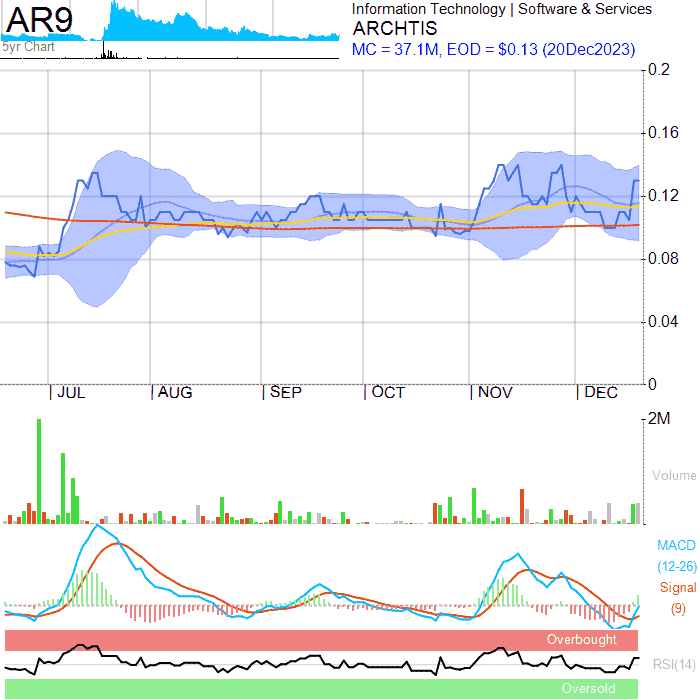 AR9
5yr Chart
Information Technology | Software & Services
ARCHTIS
MC = 37.1M, EOD = $0.13 (20Dec2023)
0.2
0.16
0.12
0.08
0.04
0
JUL AUG SEP OCT NOV DEC
2M
Volume
MACD
(12-26)
Signal
(9)
Overbought
RSI(14)
Oversold